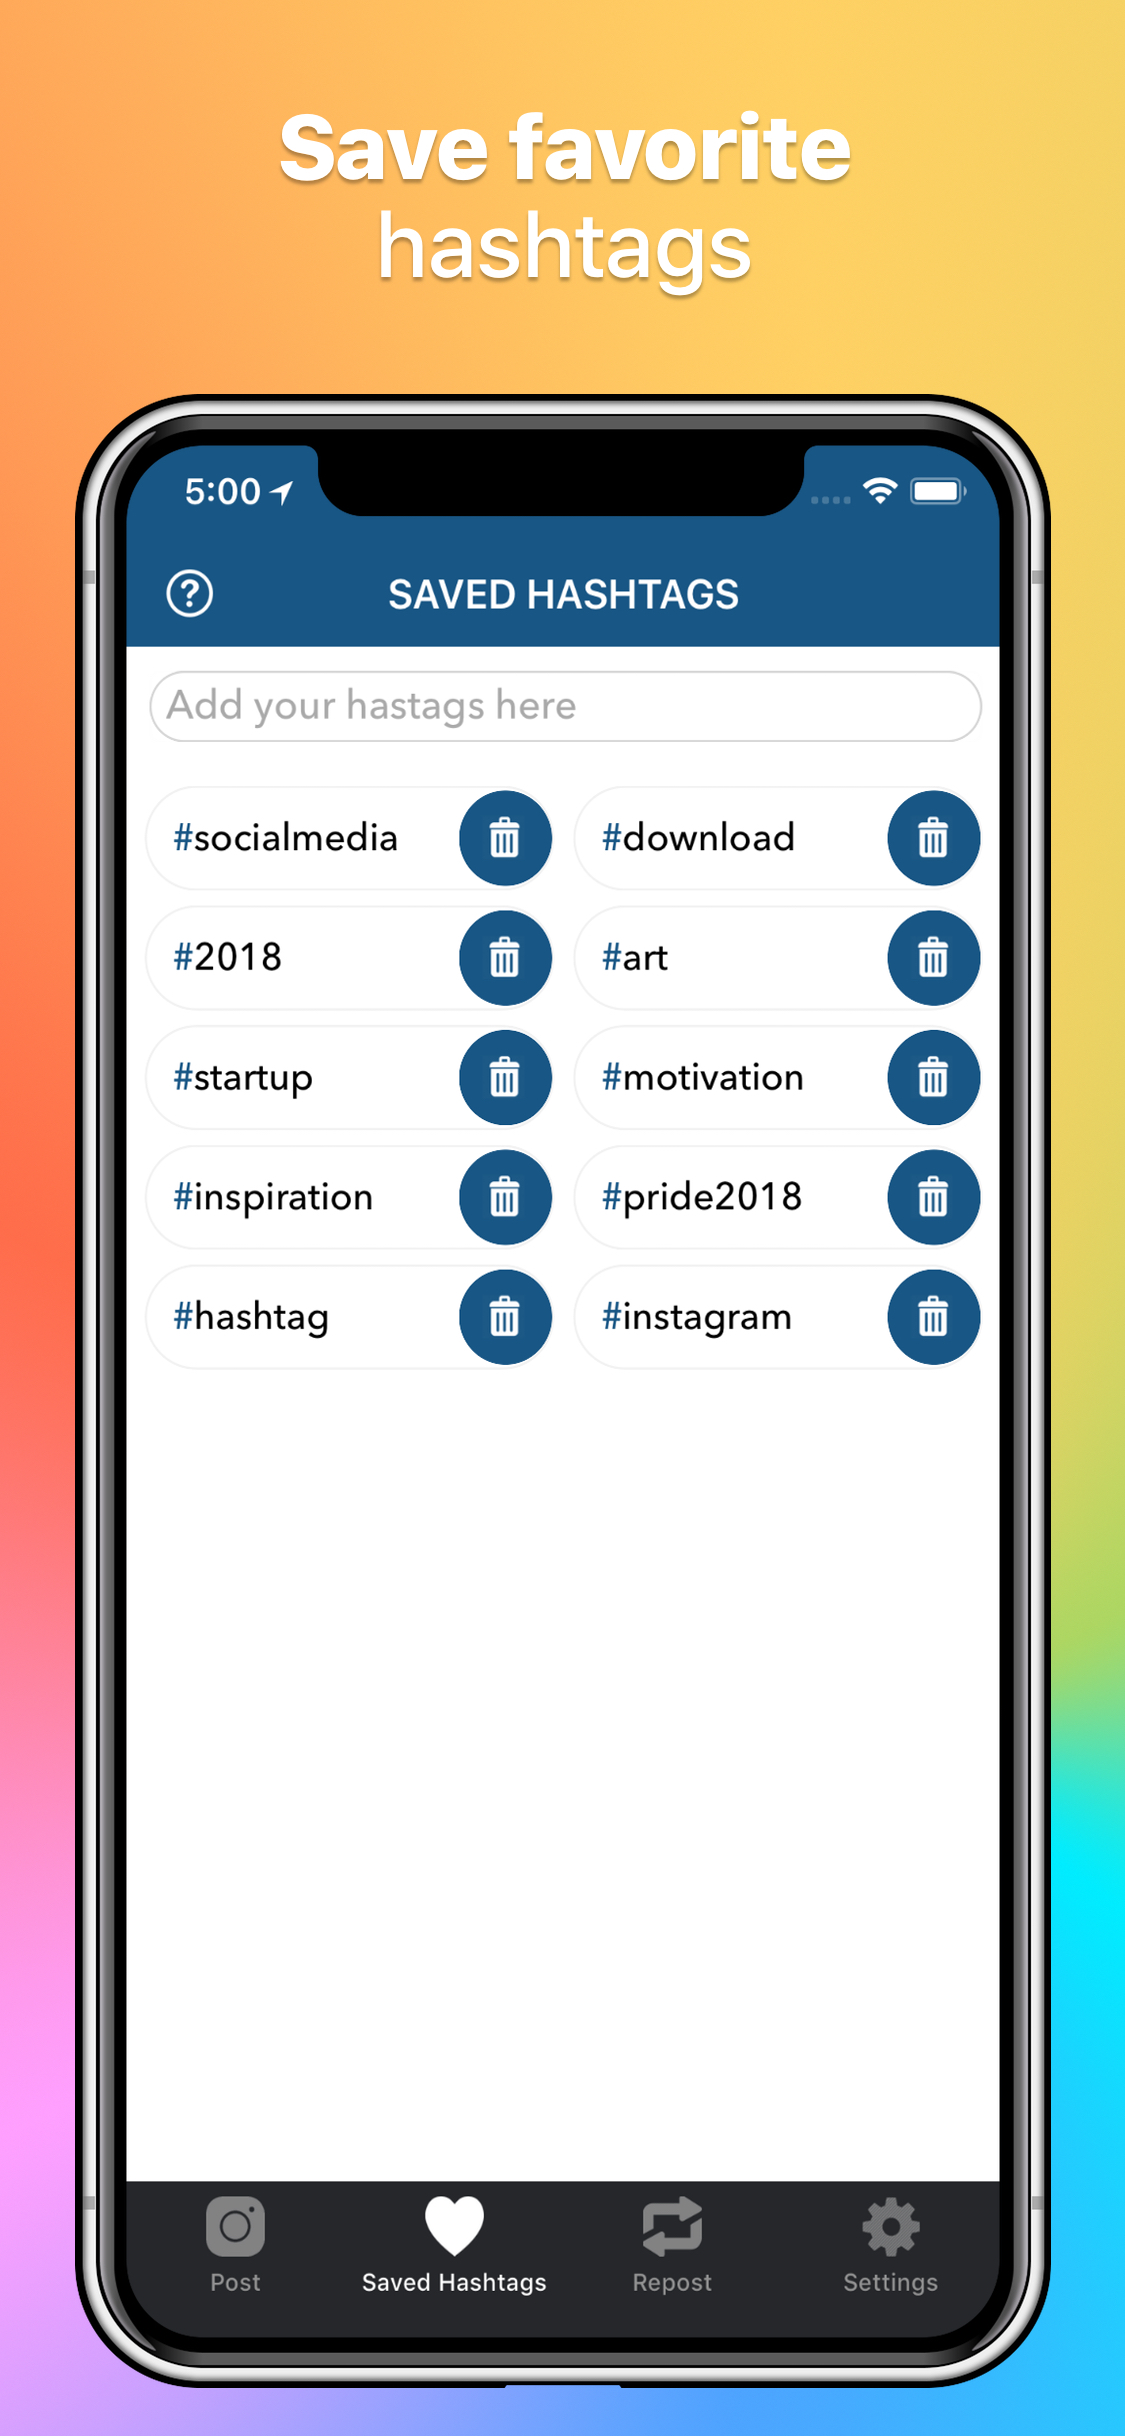 Save favorite
hashtags
5:00
SAVED HASHTAGS
Add your hastags here
#socialmedia
#download
#2018
#art
#startup
#motivation
#inspiration
#pride2018
#hashtag
#instagram
Post
Saved Hashtags
Repost
Settings